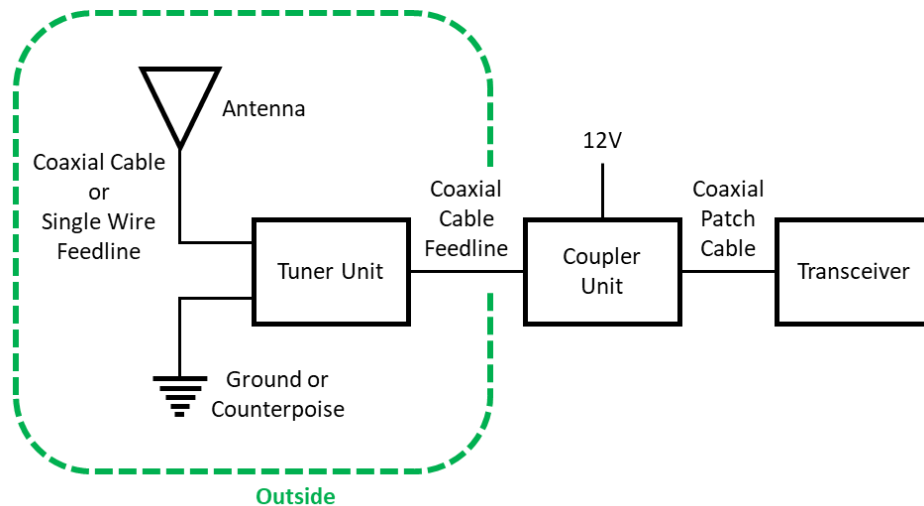 Antenna
Coaxial Cable
or
Single Wire
Feedline
Tuner Unit
Ground or
Counterpoise
Outside
Coaxial
Cable
Feedline
12V
Coupler
Unit
Coaxial
Patch
Cable
Transceiver